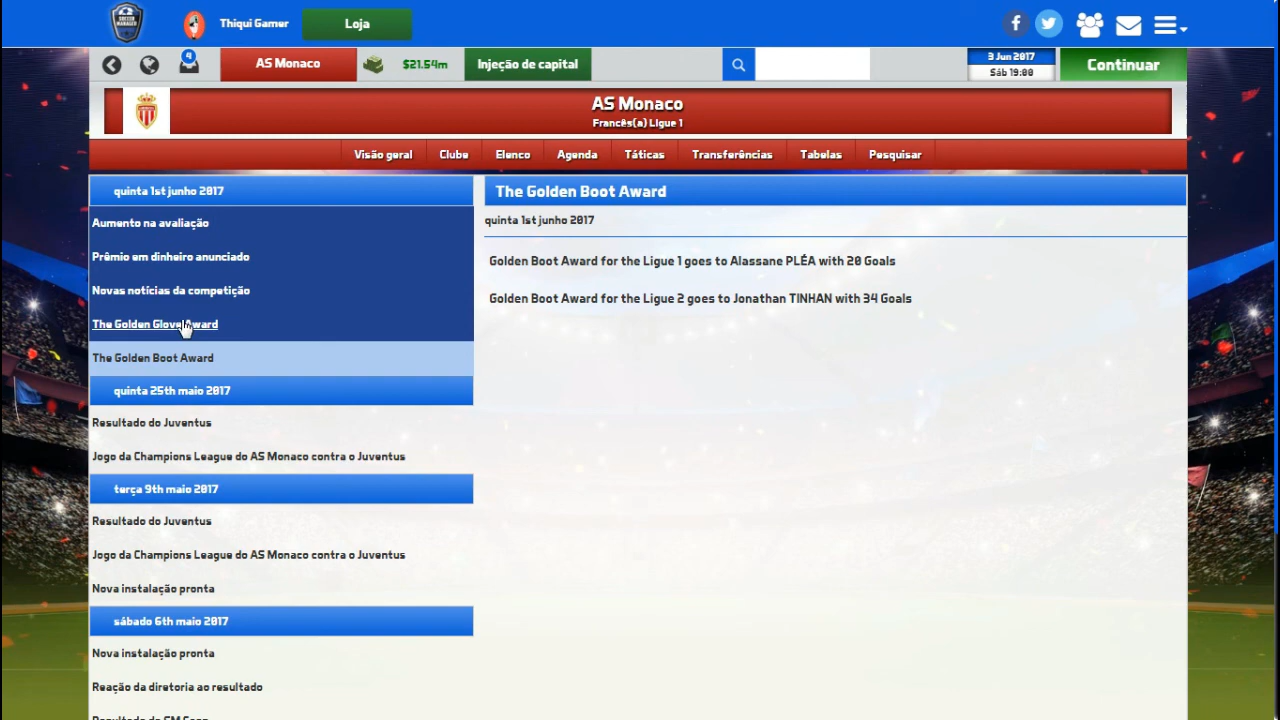 SOCCER MANAGER
Thiqui Gamer
Loja
4
AS Monaco
$21.54m
Injeção de capital
3 Jun 2017
Sáb 19:00
Continuar
AS Monaco
Francês(a) Ligue 1
Visão geral
Clube
Elenco
Agenda
Táticas
Transferências
Tabelas
Pesquisar
quinta 1st junho 2017
Aumento na avaliação
Prêmio em dinheiro anunciado
Novas notícias da competição
The Golden Glove Award
The Golden Boot Award
quinta 25th maio 2017
Resultado do Juventus
Jogo da Champions League do AS Monaco contra o Juventus
terça 9th maio 2017
Resultado do Juventus
Jogo da Champions League do AS Monaco contra o Juventus
Nova instalação pronta
sábado 6th maio 2017
Nova instalação pronta
Reação da diretoria ao resultado
The Golden Boot Award
quinta 1st junho 2017
Golden Boot Award for the Ligue 1 goes to Alassane PLÉA with 20 Goals
Golden Boot Award for the Ligue 2 goes to Jonathan TINHAN with 34 Goals